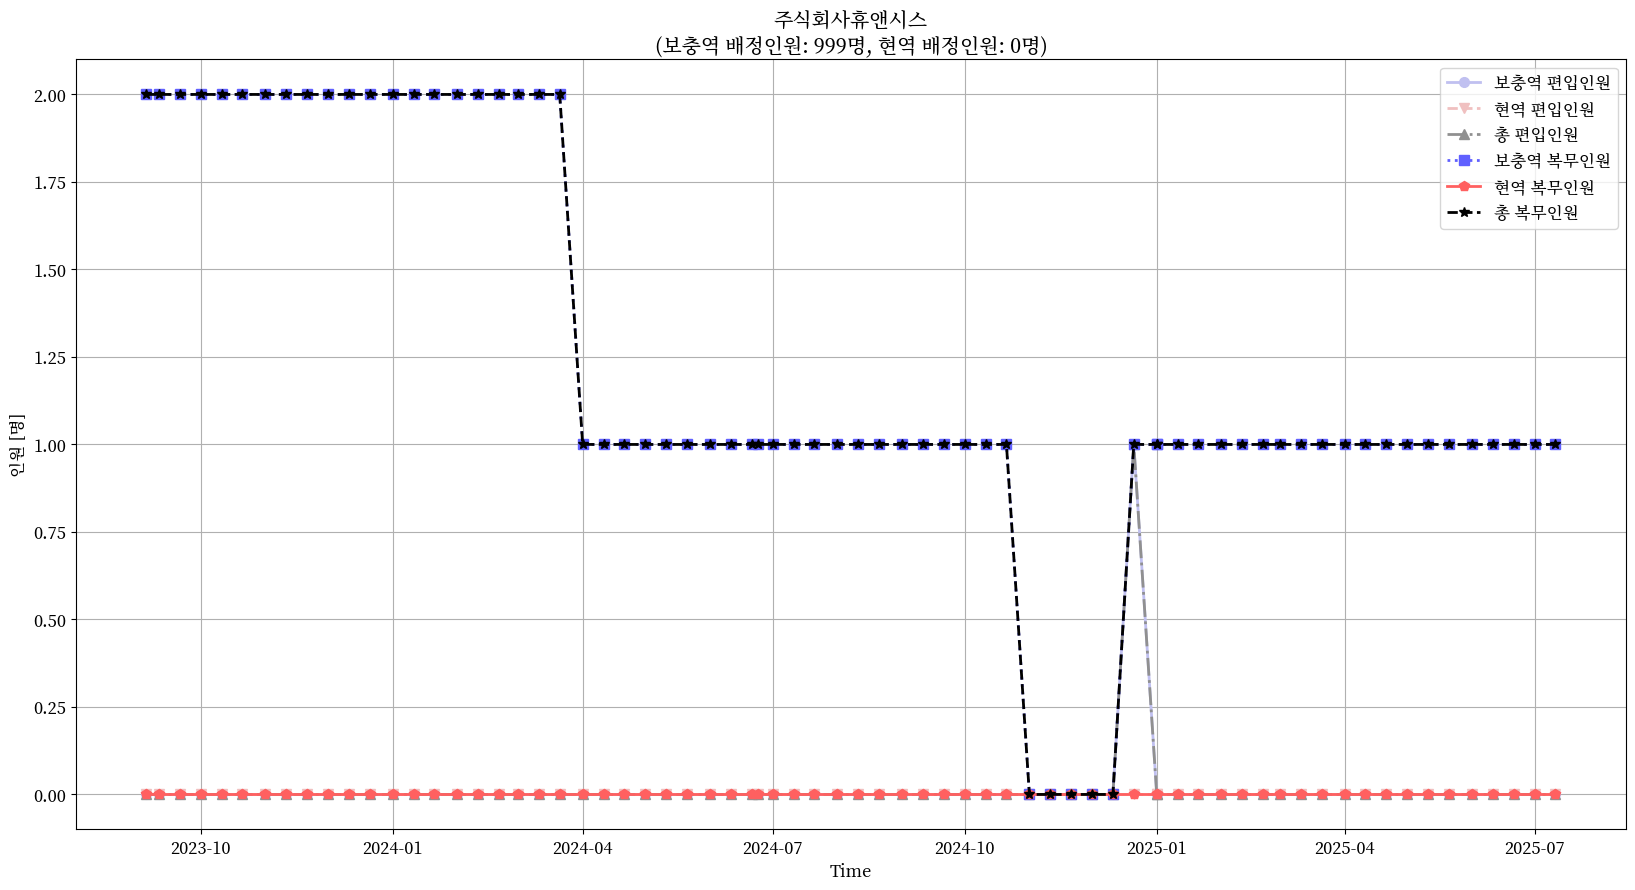 주식회사휴앤시스
(보충역 배정인원: 999명, 현역 배정인원: 0명)
보충역 편입인원
현역 편입인원
총 편입인원
보충역 복무인원
현역 복무인원
총 복무인원
인원 [명]
2.00
1.75
1.50
1.25
1.00
0.75
0.50
0.25
0.00
2023-10
2024-01
2024-04
2024-07
2024-10
2025-01
2025-04
2025-07
Time